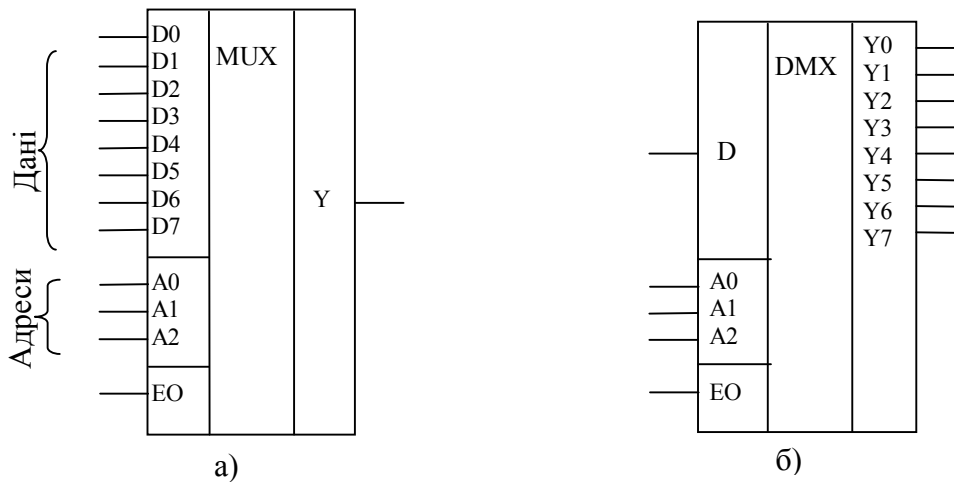 Дані
Адреси
D0
D1
D2
D3
D4
D5
D6
D7
A0
A1
A2
EO
MUX
Y
а)
D
A0
A1
A2
EO
DMX
Y0
Y1
Y2
Y3
Y4
Y5
Y6
Y7
б)